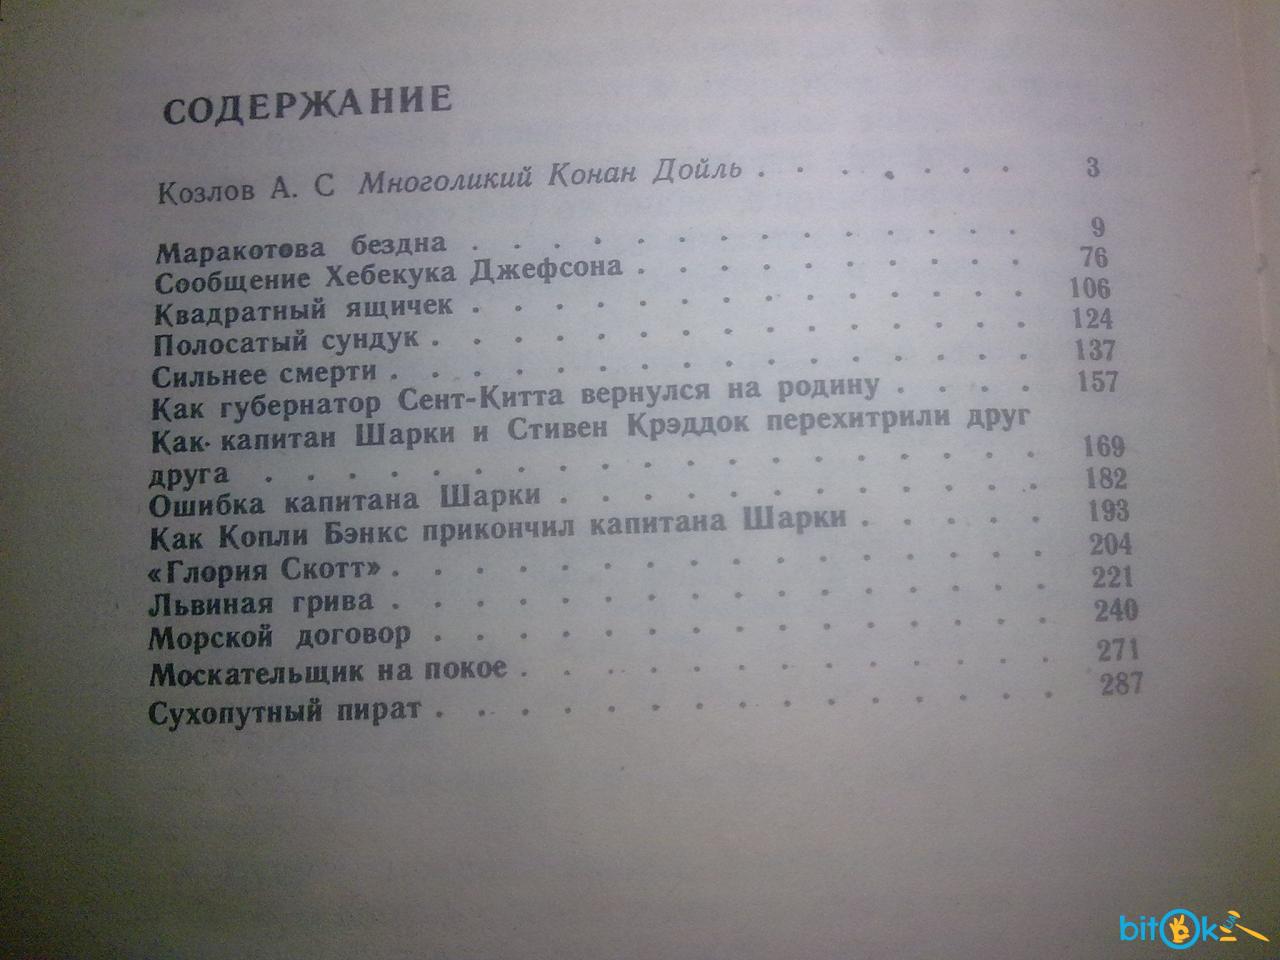 СОДЕРЖАНИЕ
Козлов А. С Многоликий Конан Дойль . . . . . . . 3
Маракотова бездна . . . . . . . . . . . . . . 9
Сообщение Хебекука Джефсона . . . . . . . . . . 76
Квадратный ящичек . . . . . . . . . . . . . . 106
Полосатый сундук . . . . . . . . . . . . . . . 124
Сильнее смерти . . . . . . . . . . . . . . . . 137
Как губернатор Сент-Китта вернулся на родину . . . . 157
Как капитан Шарки и Стивен Крэддок перехитрили друг
друга . . . . . . . . . . . . . . . . . . . 169
Ошибка капитана Шарки . . . . . . . . . . . . 182
Как Копли Бэнкс прикончил капитана Шарки . . . . . 193
«Глория Скотт» . . . . . . . . . . . . . . . . 204
Львиная грива . . . . . . . . . . . . . . . . 221
Морской договор . . . . . . . . . . . . . . . 240
Москательщик на покое . . . . . . . . . . . . . 271
Сухопутный пират . . . . . . . . . . . . . . . 287
bitOk